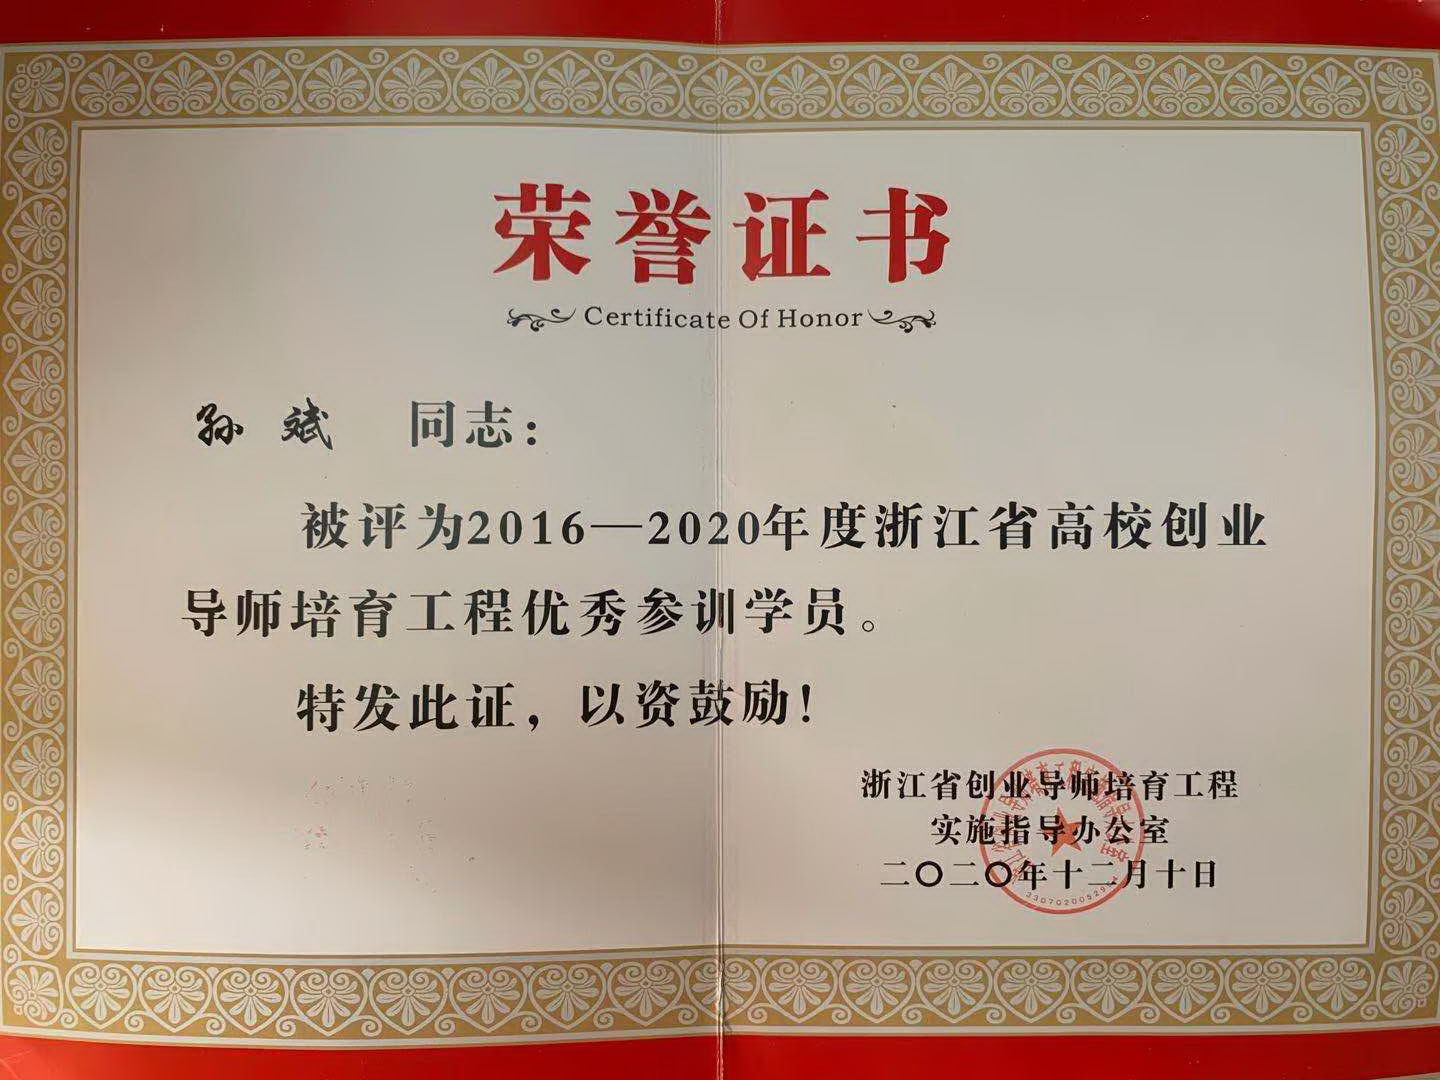 荣誉证书
Certificate Of Honor
孙斌 同志：
被评为2016—2020年度浙江省高校创业
导师培育工程优秀参训学员。
特发此证，以资鼓励！
浙江省创业导师培育工程
实施指导办公室
二〇二〇年十二月十日